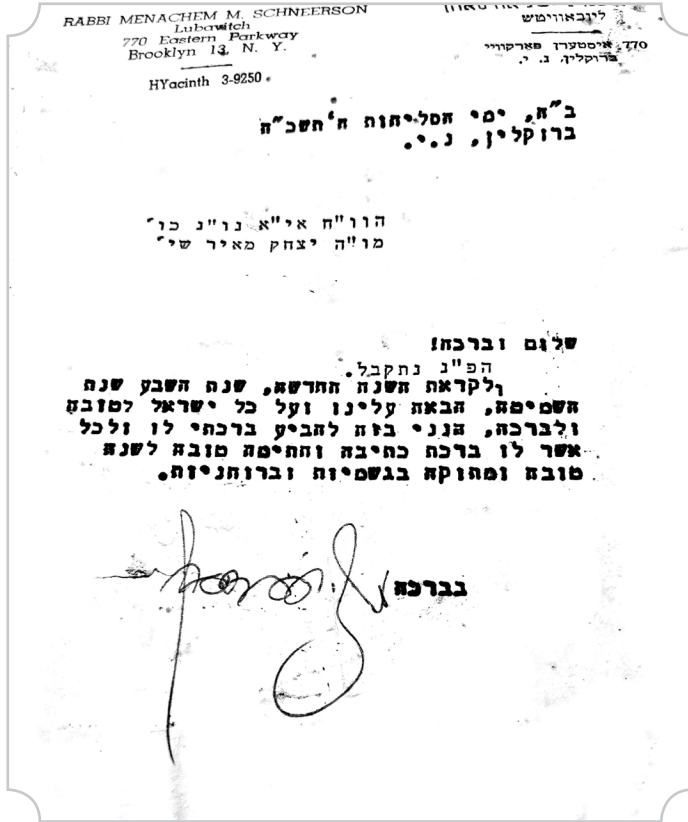 RABBI MENACHEM M. SCHNEERSON
Lubawitch
770 Eastern Parkway
Brooklyn 13, N. Y.
HYacinth 3-9250
ליובאוויטש
770 איסטערן פארקוויי
ברוקלין, נ. י.
ב"ה, ימי הסליחות ה'תשכ"ה
ברוקלין, נ.י.
הוו"ח אי"א נו"נ כו'
מו"ה יצחק מאיר שי'
שלום וברכה!
הפ"נ נתקבל.
ולקראת השנה החדשה, שנת השבע שנת
השמיטה, הבאה עלינו ועל כל ישראל לטובה
ולברכה, הנני בזה להביע ברכתי לו ולכל
אשר לו ברכת כתיבה וחתימה טובה לשנה
טובה ומתוקה בגשמיות וברוחניות.
בברכה